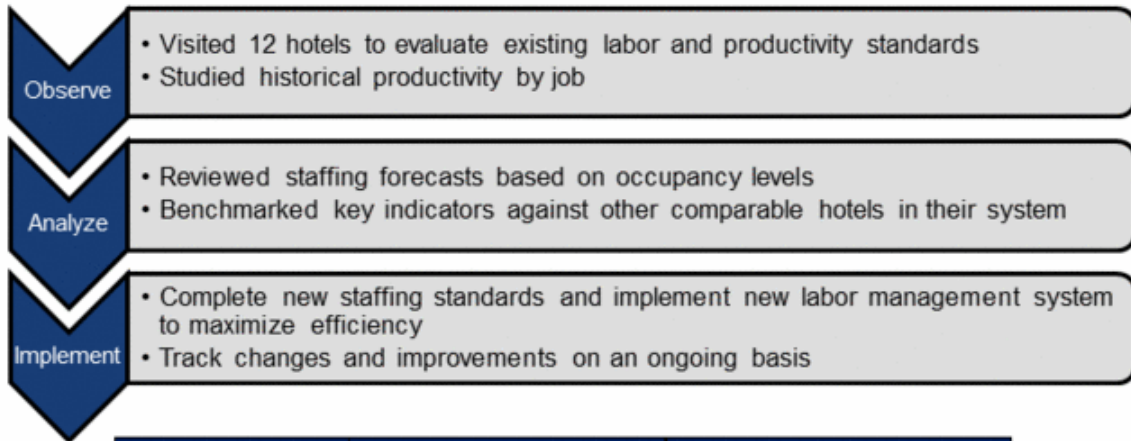 Observe
• Visited 12 hotels to evaluate existing labor and productivity standards
• Studied historical productivity by job
Analyze
• Reviewed staffing forecasts based on occupancy levels
• Benchmarked key indicators against other comparable hotels in their system
Implement
• Complete new staffing standards and implement new labor management system
to maximize efficiency
• Track changes and improvements on an ongoing basis